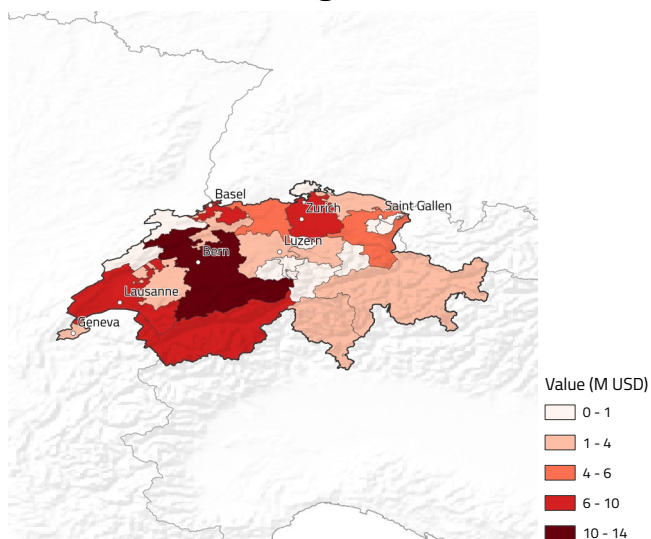 Basel
Zurich
Saint Gallen
Luzern
Bern
Lausanne
Geneva
Value (M USD)
0 - 1
1 - 4
4 - 6
6 - 10
10 - 14